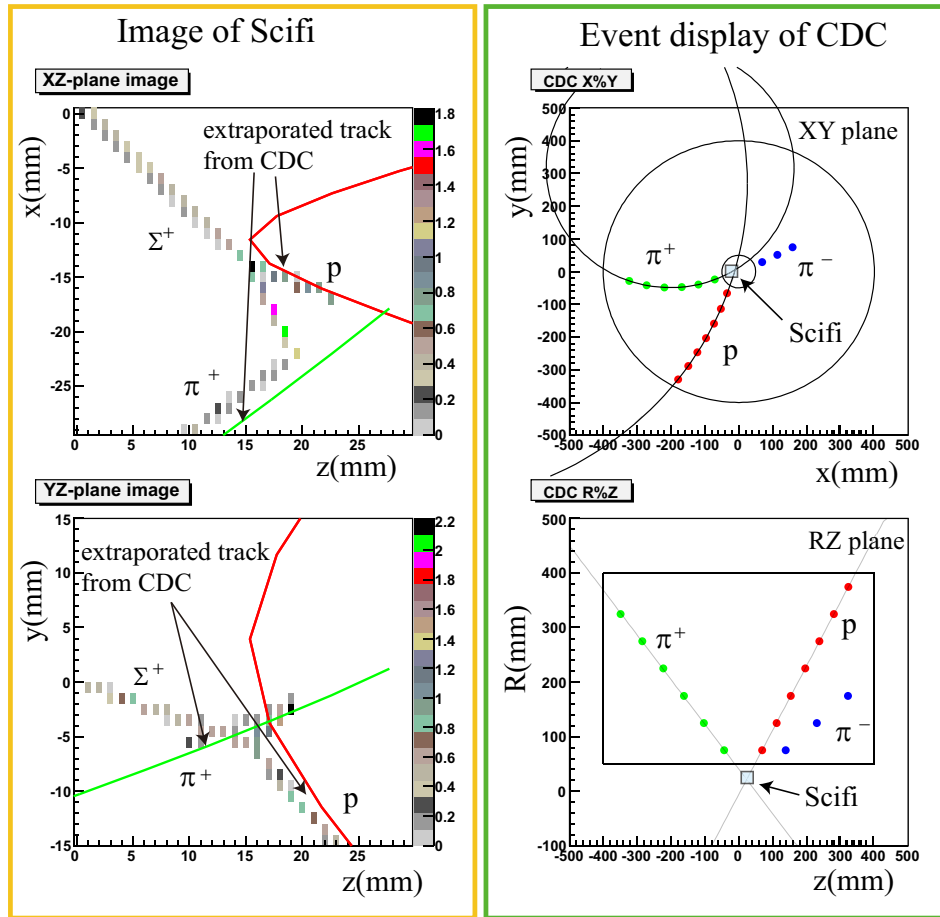 Image of Scifi
XZ-plane image
x(mm)
0
-5
-10
-15
-20
-25
0
5
10
15
20
25
z(mm)
1.8
1.6
1.4
1.2
1
0.8
0.6
0.4
0.2
0
extraporated track
from CDC
Σ+
p
π+
YZ-plane image
y(mm)
15
10
5
0
-5
-10
-15
0
5
10
15
20
25
z(mm)
2.2
2
1.8
1.6
1.4
1.2
1
0.8
0.6
0.4
0.2
0
extraporated track
from CDC
Σ+
π+
p
Event display of CDC
CDC X%Y
XY plane
y(mm)
500
400
300
200
100
0
-100
-200
-300
-400
-500
-500 -400 -300 -200 -100 0 100 200 300 400 500
x(mm)
π+
π−
Scifi
p
CDC R%Z
RZ plane
R(mm)
500
400
300
200
100
0
-100
-500 -400 -300 -200 -100 0 100 200 300 400 500
z(mm)
p
π+
π−
Scifi